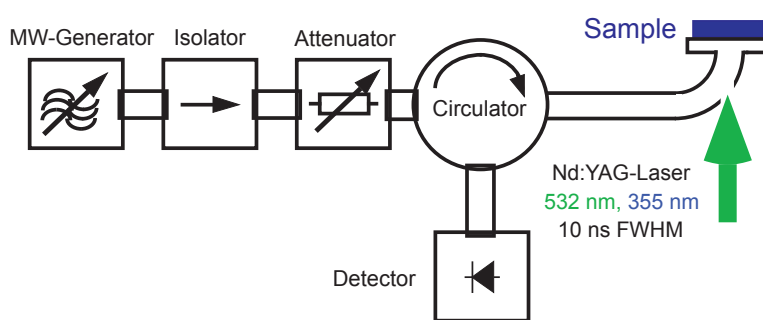 MW-Generator
Isolator
Attenuator
Circulator
Sample
Nd:YAG-Laser
532 nm, 355 nm
10 ns FWHM
Detector